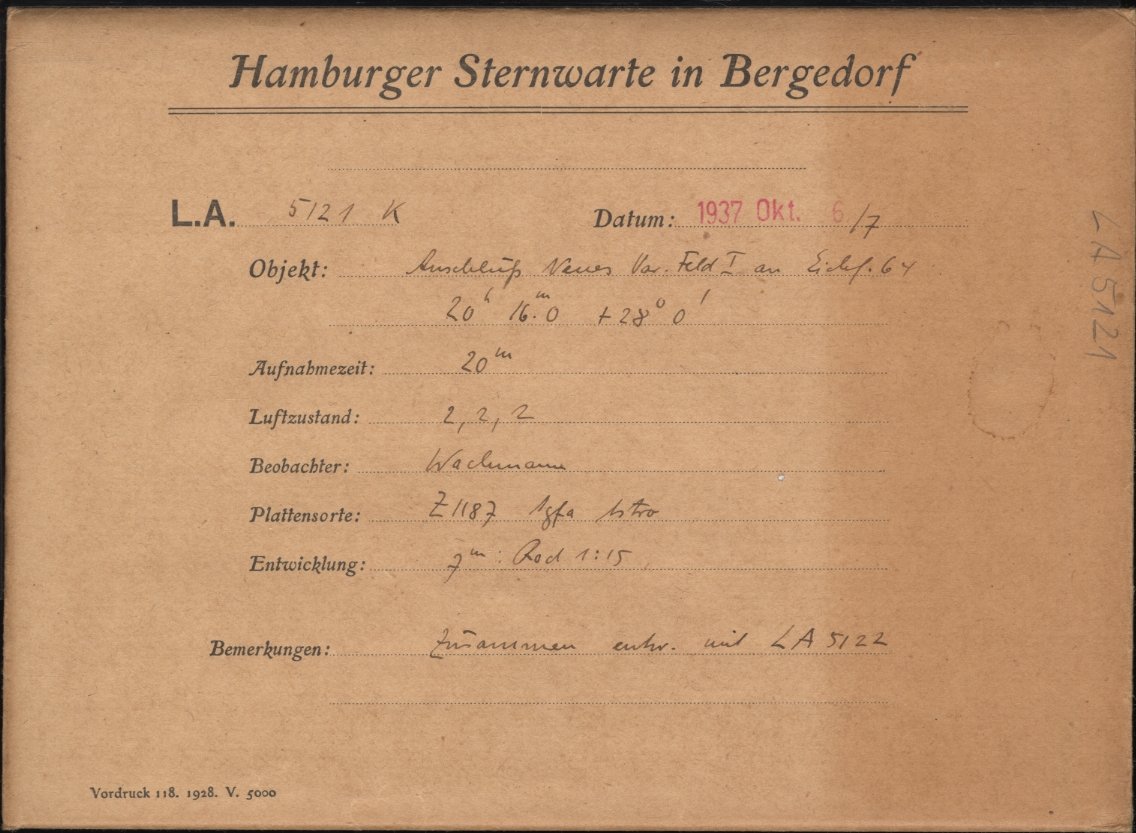 Hamburger Sternwarte in Bergedorf
L.A. 5121 K Datum: 1937 Okt. 6/7
Objekt: Anschluß Neues Var. Feld I an Eichf. 64
20h 16m.0 +28° 0'
Aufnahmezeit: 20m
Luftzustand: 2, 2, 2
Beobachter: Wachmann
Plattensorte: Z1187 Agfa Astro
Entwicklung: 7m: Rod 1:15
Bemerkungen: Zusammen entw. mit LA 5122
Vordruck 118. 1928. V. 5000
LA 5121